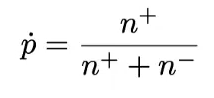 ṗ = n⁺ / (n⁺ + n⁻)